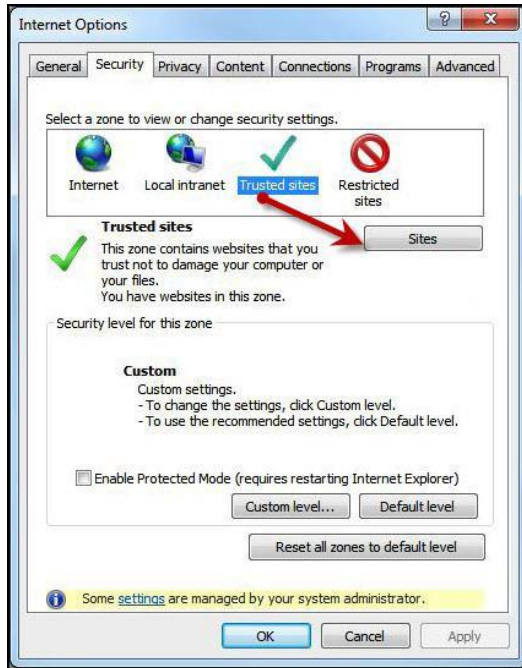 Internet Options
General Security Privacy Content Connections Programs Advanced
Select a zone to view or change security settings.
Internet Local intranet Trusted sites Restricted
sites
Trusted sites
Sites
This zone contains websites that you
trust not to damage your computer or
your files.
You have websites in this zone.
Security level for this zone
Custom
Custom settings.
- To change the settings, click Custom level.
- To use the recommended settings, click Default level.
Enable Protected Mode (requires restarting Internet Explorer)
Custom level... Default level
Reset all zones to default level
Some settings are managed by your system administrator.
OK Cancel Apply